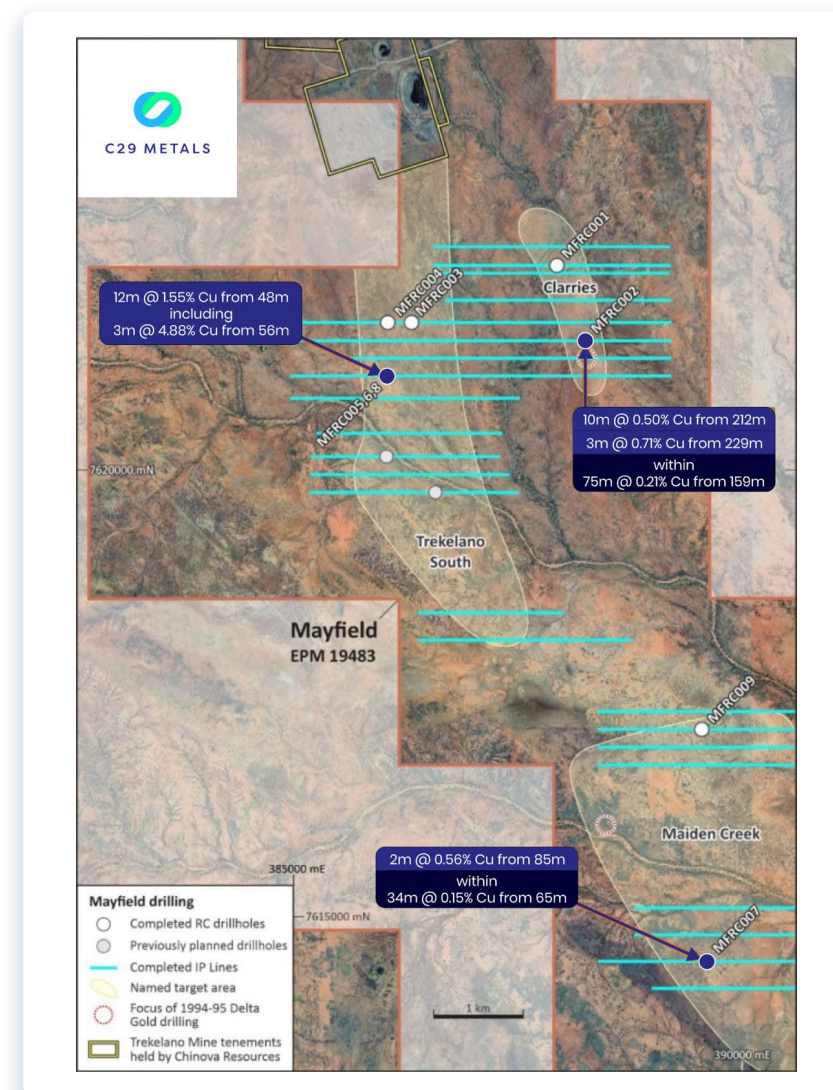 C29 METALS
MFRC001
Clarries
MFRC002
MFRC004
MFRC003
12m @ 1.55% Cu from 48m
including
3m @ 4.88% Cu from 56m
MFRC005,6,8
10m @ 0.50% Cu from 212m
3m @ 0.71% Cu from 229m
within
75m @ 0.21% Cu from 159m
7620000 mN
Trekelano
South
Mayfield
EPM 19483
MFRC009
Maiden Creek
2m @ 0.56% Cu from 85m
within
34m @ 0.15% Cu from 65m
385000 mE
7615000 mN
MFRC007
Mayfield drilling
Completed RC drillholes
Previously planned drillholes
Completed IP Lines
Named target area
Focus of 1994-95 Delta
Gold drilling
Trekelano Mine tenements
held by Chinova Resources
1 km
390000 mE